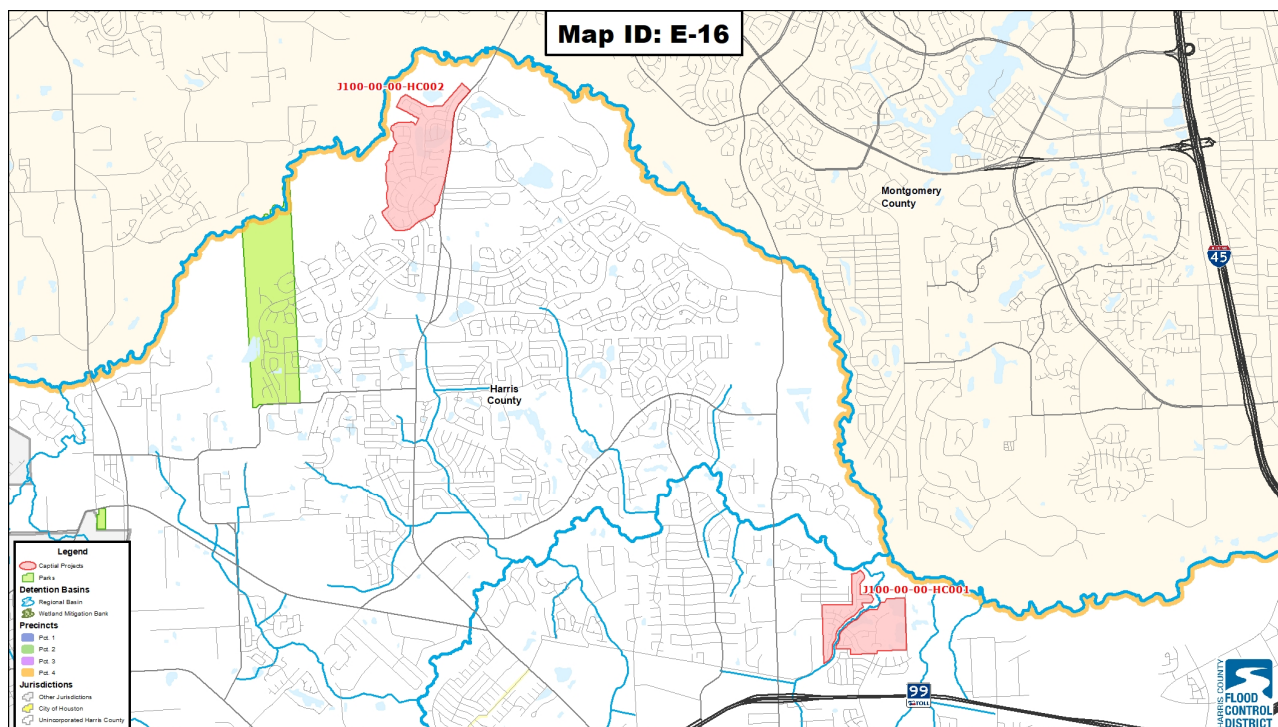 Map ID: E-16
J100-00-00-HC002
Montgomery
County
INTERSTATE
45
Harris
County
J100-00-00-HC001
99
TOLL
Legend
Captial Projects
Parks
Detention Basins
Regional Basin
Wetland Mitigation Bank
Precincts
Pct. 1
Pct. 2
Pct. 3
Pct. 4
Jurisdictions
Other Jurisdictions
City of Houston
Unincorporated Harris County
HARRIS COUNTY
FLOOD
CONTROL
DISTRICT